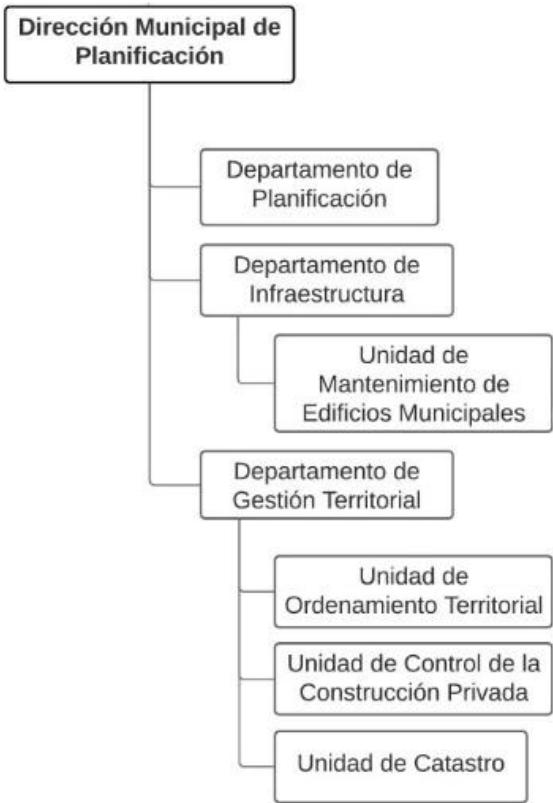 Dirección Municipal de
Planificación
Departamento de
Planificación
Departamento de
Infraestructura
Unidad de
Mantenimiento de
Edificios Municipales
Departamento de
Gestión Territorial
Unidad de
Ordenamiento Territorial
Unidad de Control de la
Construcción Privada
Unidad de Catastro